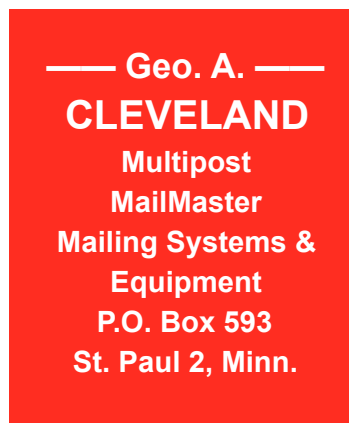 —— Geo. A. ——
CLEVELAND
Multipost
MailMaster
Mailing Systems &
Equipment
P.O. Box 593
St. Paul 2, Minn.